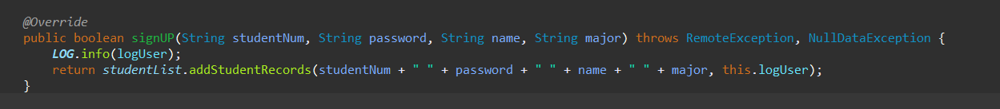 @Override
public boolean signUP(String studentNum, String password, String name, String major) throws RemoteException, NullDataException {
LOG.info(logUser);
return studentList.addStudentRecords(studentNum + " " + password + " " + name + " " + major, this.logUser);
}